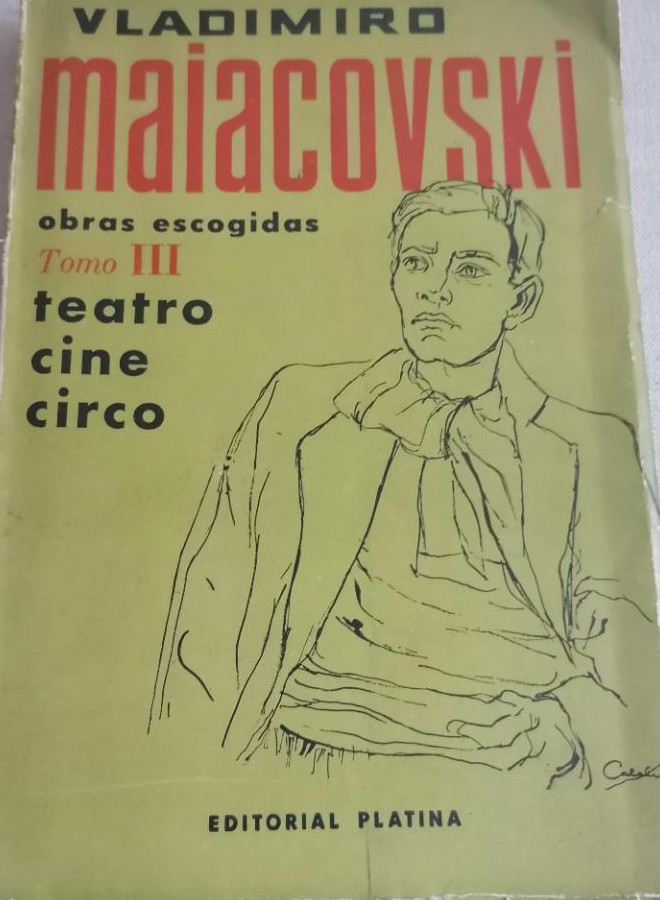 VLADIMIRO
maiacovski
obras escogidas
Tomo III
teatro
cine
circo
EDITORIAL PLATINA